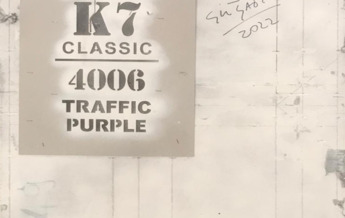 K7
CLASSIC
4006
TRAFFIC
PURPLE
2022